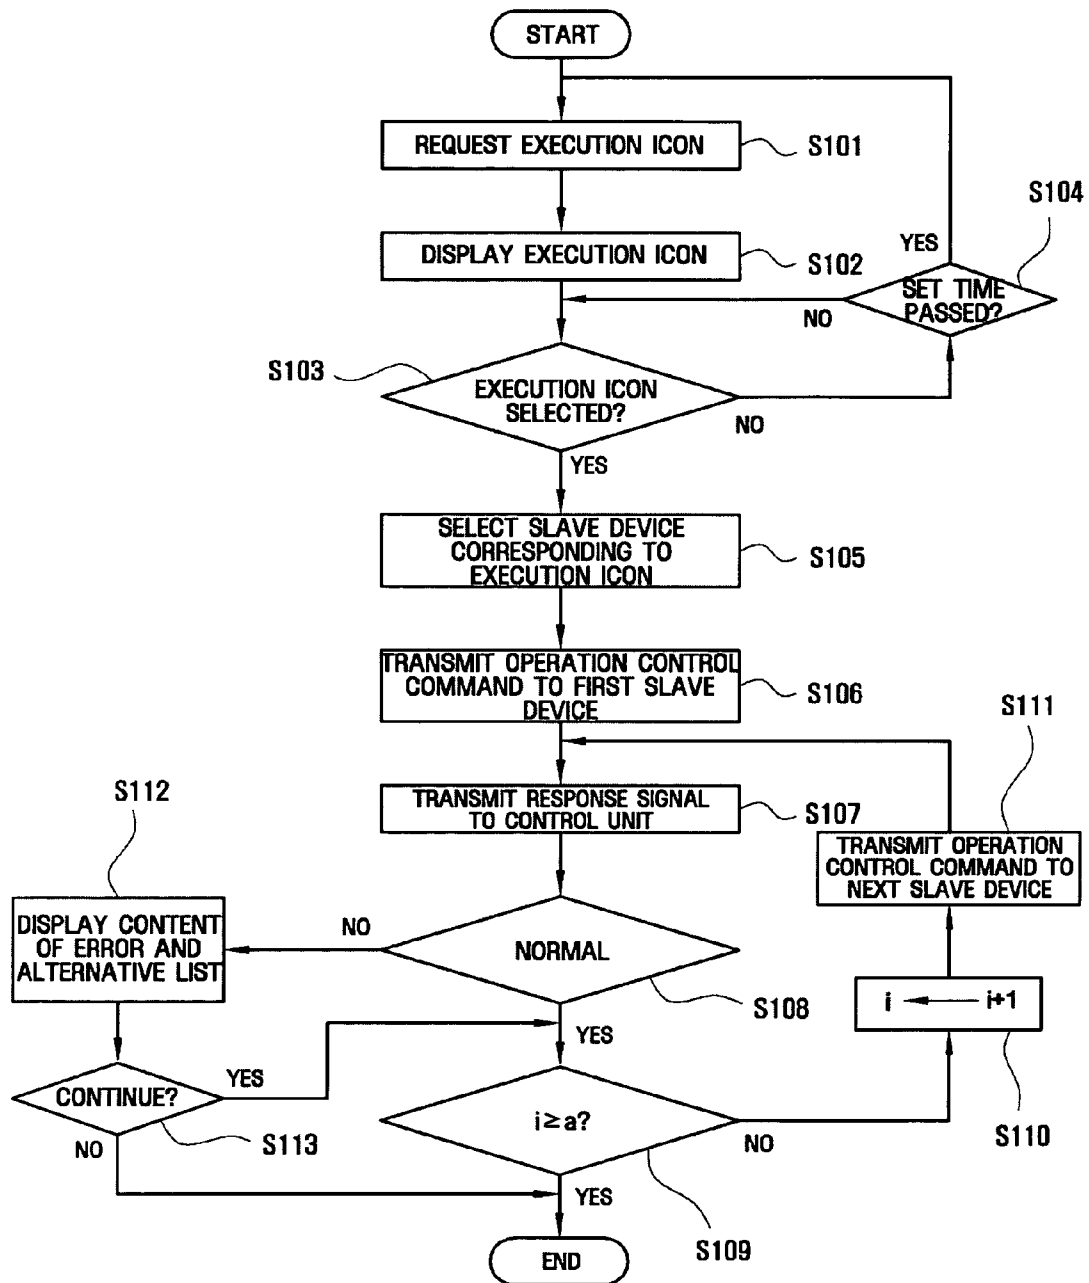 START
REQUEST EXECUTION ICON
S101
S104
DISPLAY EXECUTION ICON
S102
YES
SET TIME
PASSED?
NO
S103
EXECUTION ICON
SELECTED?
NO
YES
SELECT SLAVE DEVICE
CORRESPONDING TO
EXECUTION ICON
S105
TRANSMIT OPERATION CONTROL
COMMAND TO FIRST SLAVE
DEVICE
S106
S111
S112
TRANSMIT RESPONSE SIGNAL
TO CONTROL UNIT
S107
TRANSMIT OPERATION
CONTROL COMMAND TO
NEXT SLAVE DEVICE
DISPLAY CONTENT
OF ERROR AND
ALTERNATIVE LIST
NO
NORMAL
S108
i ← i+1
YES
CONTINUE?
YES
S113
NO
i≥a?
NO
S110
YES
S109
END